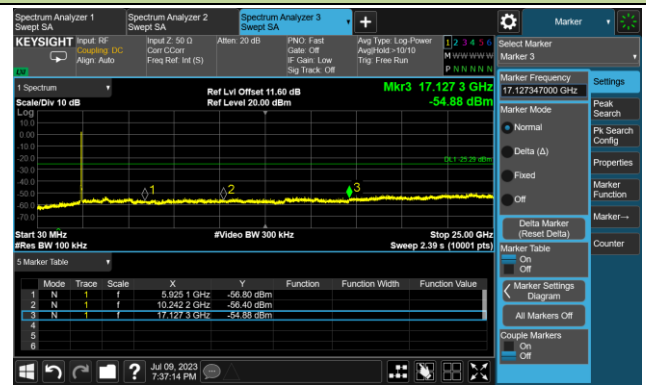 Spectrum Analyzer 1
Swept SA
Spectrum Analyzer 2
Swept SA
Spectrum Analyzer 3
Swept SA
Marker
KEYSIGHT
Input: RF
Coupling: DC
Align: Auto
Input Z: 50 Ω
Corr CCorr
Freq Ref: Int (S)
Atten: 20 dB
PNO: Fast
Gate: Off
IF Gain: Low
Sig Track: Off
Avg Type: Log-Power
Avg|Hold:>10/10
Trig: Free Run
1 2 3 4 5 6
M W W W W W
P N N N N N
Select Marker
Marker 3
1 Spectrum
Scale/Div 10 dB
Log
Ref Lvl Offset 11.60 dB
Ref Level 20.00 dBm
Mkr3 17.127 3 GHz
-54.88 dBm
10.0
0.00
-10.0
-20.0
-30.0
-40.0
-50.0
-60.0
-70.0
DL1 -25.29 dBm
1
2
3
Start 30 MHz
#Res BW 100 kHz
#Video BW 300 kHz
Stop 25.00 GHz
Sweep 2.39 s (10001 pts)
5 Marker Table
Mode Trace Scale X Y Function Function Width Function Value
1 N 1 f 5.925 1 GHz -56.80 dBm
2 N 1 f 10.242 2 GHz -56.40 dBm
3 N 1 f 17.127 3 GHz -54.88 dBm
4
5
6
Jul 09, 2023
7:37:14 PM
Marker Frequency
17.127347000 GHz
Marker Mode
Normal
Delta (Δ)
Fixed
Off
Delta Marker
(Reset Delta)
Marker Table
On
Off
Marker Settings
Diagram
All Markers Off
Couple Markers
On
Off
Settings
Peak
Search
Pk Search
Config
Properties
Marker
Function
Marker→
Counter